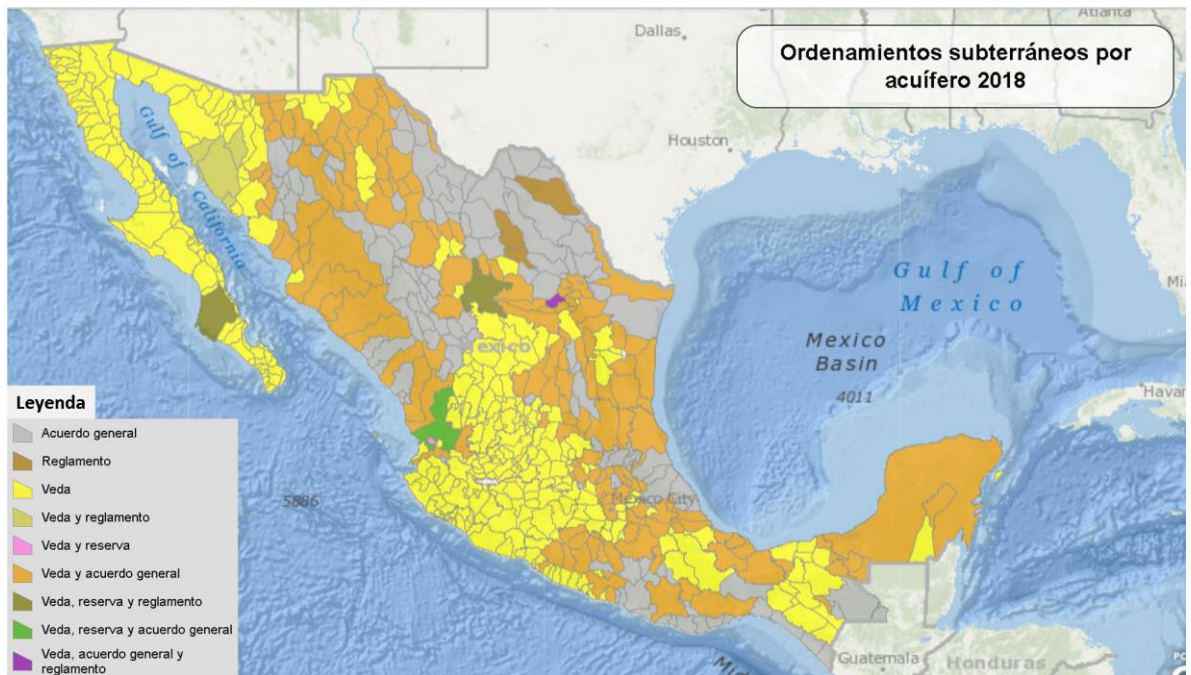 Atlanta
Dallas
Ordenamientos subterráneos por
acuífero 2018
Houston
Gulf of
California
Gulf of
Mexico
Mexico
Basin
4011
Havan
Leyenda
Acuerdo general
Reglamento
Veda
Veda y reglamento
Veda y reserva
Veda y acuerdo general
Veda, reserva y reglamento
Veda, reserva y acuerdo general
Veda, acuerdo general y
reglamento
5886
Mexico City
Guatemala
Honduras